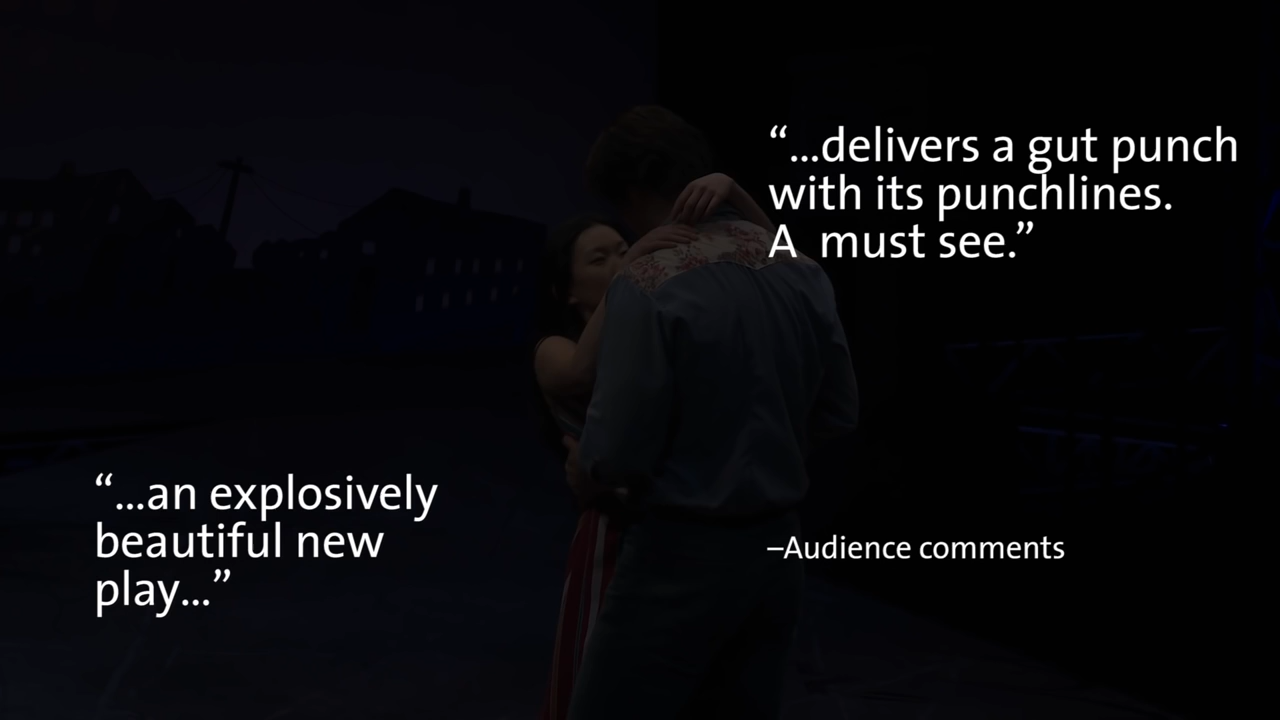 “...delivers a gut punch
with its punchlines.
A  must see.”
“...an explosively
beautiful new
play...”
–Audience comments